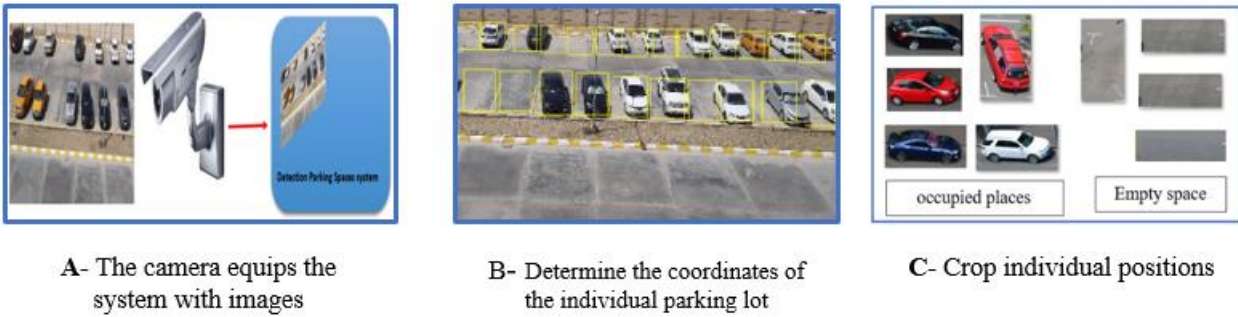 Detection Parking Spaces system
occupied places
Empty space
A- The camera equips the
system with images
B- Determine the coordinates of
the individual parking lot
C- Crop individual positions